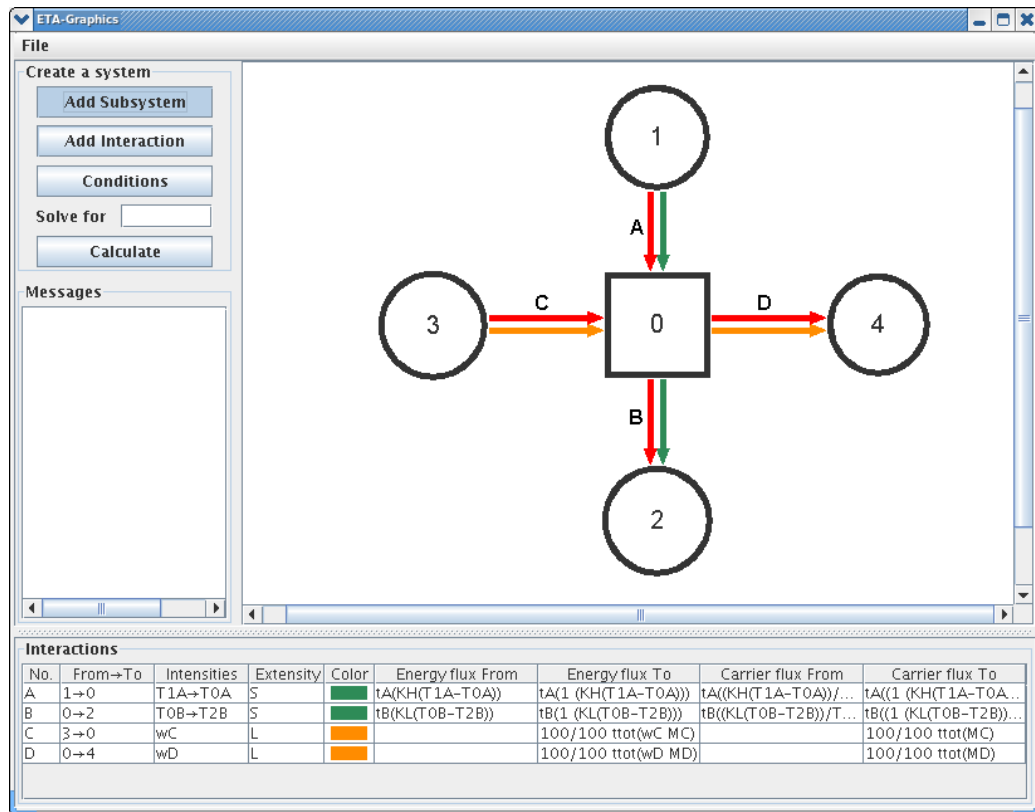 ETA-Graphics
File
Create a system
Add Subsystem
Add Interaction
Conditions
Solve for
Calculate
Messages
1
A
3
C
0
D
4
B
2
Interactions
No. From→To Intensities Extensity Color Energy flux From Energy flux To Carrier flux From Carrier flux To
A 1→0 T1A→T0A S tA(KH(T1A-T0A)) tA(1 (KH(T1A-T0A))) tA((KH(T1A-T0A))/... tA((1 (KH(T1A-T0A...
B 0→2 T0B→T2B S tB(KL(T0B-T2B)) tB(1 (KL(T0B-T2B))) tB((KL(T0B-T2B))/T... tB((1 (KL(T0B-T2B))...
C 3→0 wC L 100/100 ttot(wC MC) 100/100 ttot(MC)
D 0→4 wD L 100/100 ttot(wD MD) 100/100 ttot(MD)